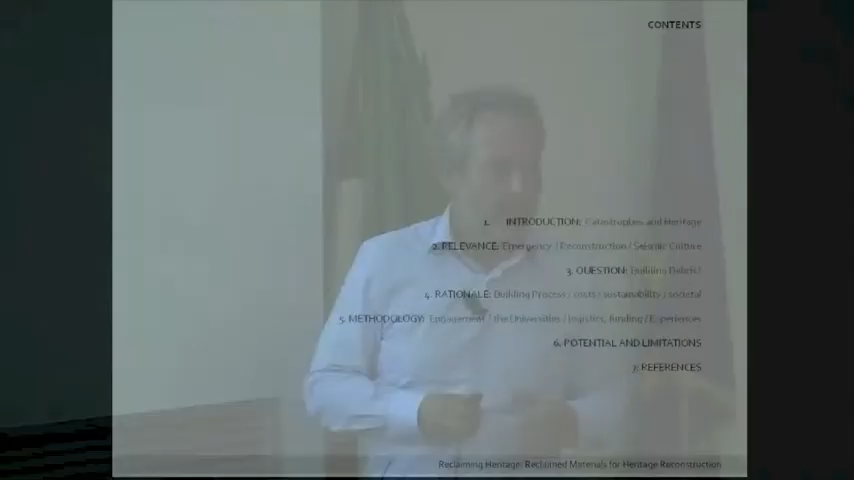 CONTENTS
1. INTRODUCTION: Catastrophes and Heritage
2. RELEVANCE: Emergency / Reconstruction / Seismic Culture
3. QUESTION: Building Debris?
4. RATIONALE: Building Process / costs / sustainability / societal
5. METHODOLOGY: Engagement / the Universities / logistics, funding / Experiences
6. POTENTIAL AND LIMITATIONS
7. REFERENCES
Reclaiming Heritage: Reclaimed Materials for Heritage Reconstruction